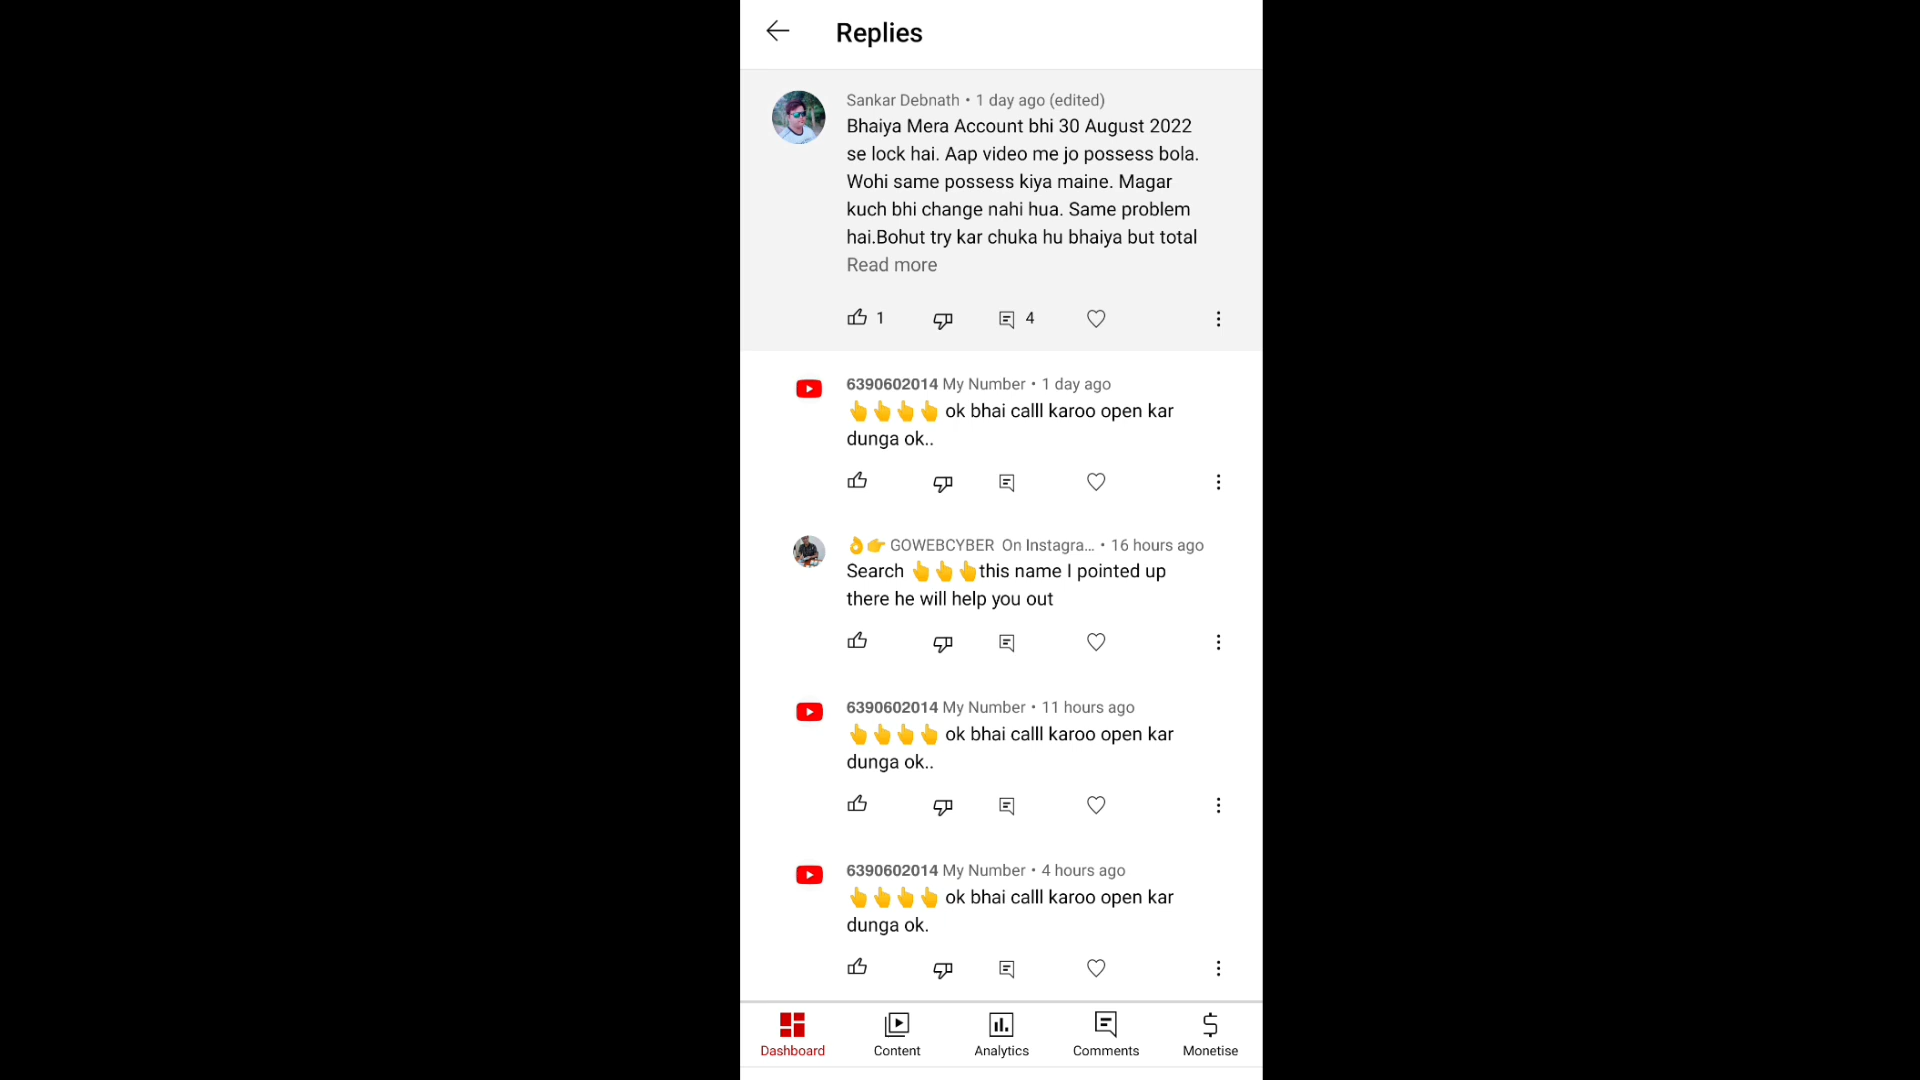 Replies
Sankar Debnath • 1 day ago (edited)
Bhaiya Mera Account bhi 30 August 2022
se lock hai. Aap video me jo possess bola.
Wohi same possess kiya maine. Magar
kuch bhi change nahi hua. Same problem
hai.Bohut try kar chuka hu bhaiya but total
Read more
1 4
6390602014 My Number • 1 day ago
👆👆👆👆 ok bhai calll karoo open kar
dunga ok..
👌👉 GOWEBCYBER On Instagra... • 16 hours ago
Search 👆👆👆this name I pointed up
there he will help you out
6390602014 My Number • 11 hours ago
👆👆👆👆 ok bhai calll karoo open kar
dunga ok..
6390602014 My Number • 4 hours ago
👆👆👆👆 ok bhai calll karoo open kar
dunga ok.
Dashboard Content Analytics Comments Monetise